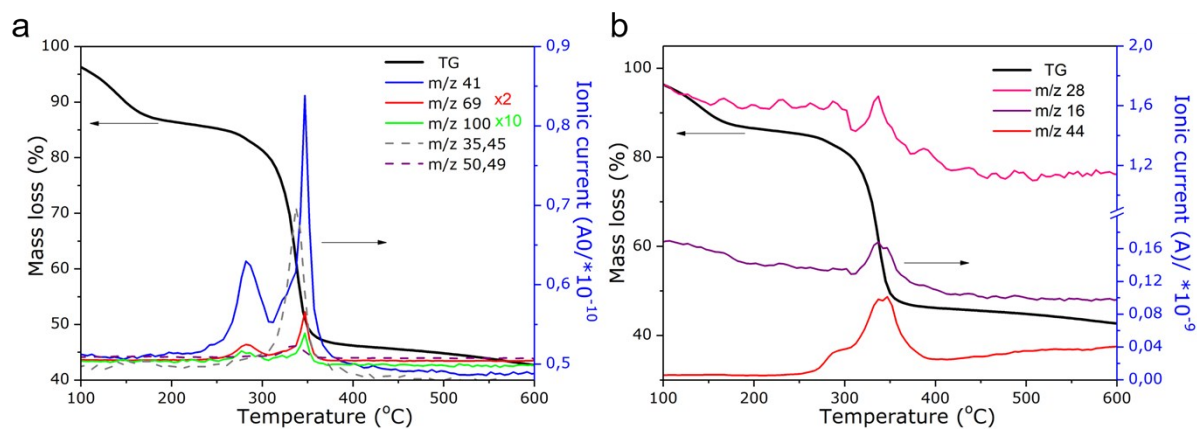 a
100
90
80
70
60
50
40
Mass loss (%)
100
200
300
400
500
600
Temperature (°C)
0,9
0,8
0,7
0,6
0,5
Ionic current (A0/*10⁻¹⁰
TG
m/z 41
m/z 69 x2
m/z 100 x10
m/z 35,45
m/z 50,49
b
100
80
60
40
Mass loss (%)
100
200
300
400
500
600
Temperature (°C)
2,0
1,6
1,2
0,16
0,12
0,08
0,04
0,00
Ionic current (A)/ *10⁻⁹
TG
m/z 28
m/z 16
m/z 44